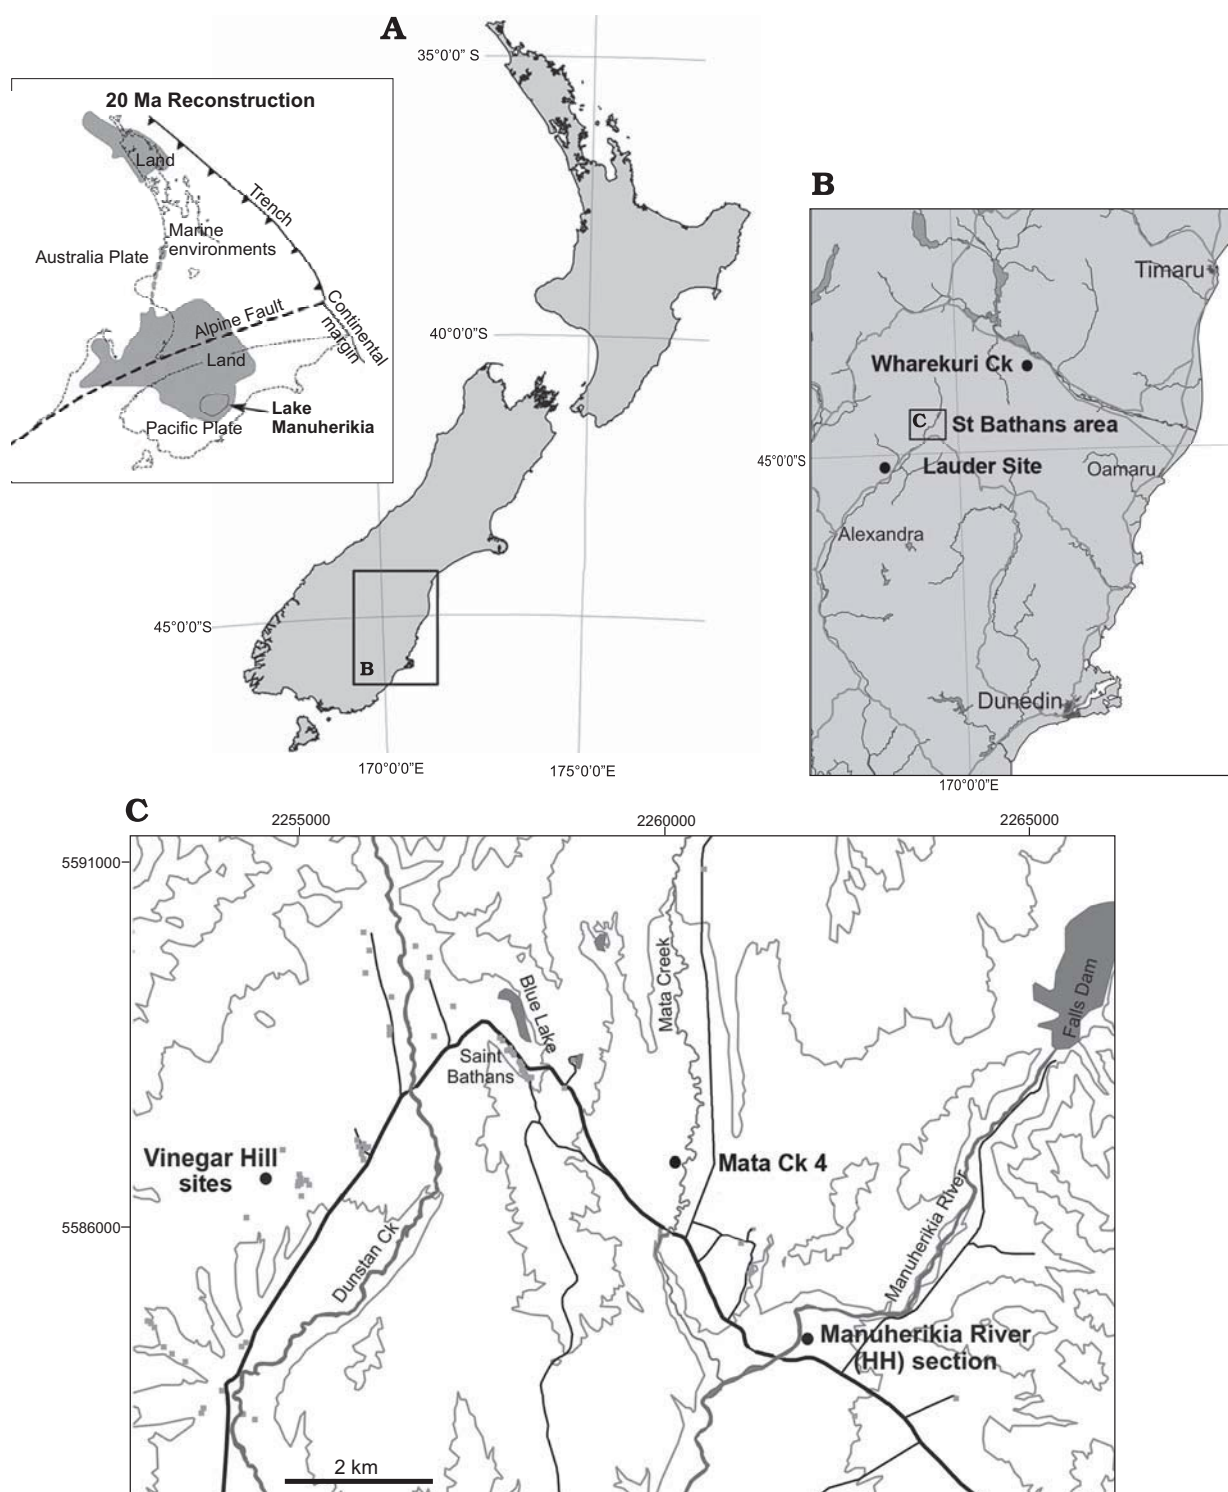 A
35°0'0" S
20 Ma Reconstruction
Land
Trench
Marine
environments
Australia Plate
Alpine Fault
Continental
margin
Land
Lake
Manuherikia
Pacific Plate
40°0'0"S
45°0'0"S
B
170°0'0"E
175°0'0"E
B
Timaru
Wharekuri Ck
C
St Bathans area
45°0'0"S
Lauder Site
Oamaru
Alexandra
Dunedin
170°0'0"E
C
2255000
2260000
2265000
5591000
Mata Creek
Blue Lake
Falls Dam
Saint
Bathans
Vinegar Hill
sites
Mata Ck 4
5586000
Dunstan Ck
Manuherikia River
Manuherikia River
(HH) section
2 km